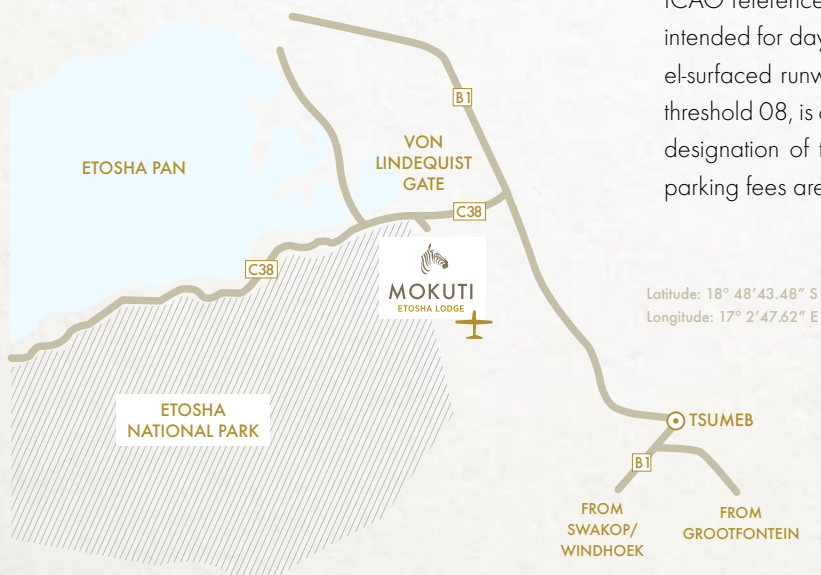 ICAO reference
intended for day
el-surfaced runw
threshold 08, is
designation of
parking fees are
B1
VON
LINDEQUIST
GATE
ETOSHA PAN
C38
C38
MOKUTI
ETOSHA LODGE
Latitude: 18° 48’43.48” S
Longitude: 17° 2’47.62” E
ETOSHA
NATIONAL PARK
TSUMEB
B1
FROM
SWAKOP/
WINDHOEK
FROM
GROOTFONTEIN